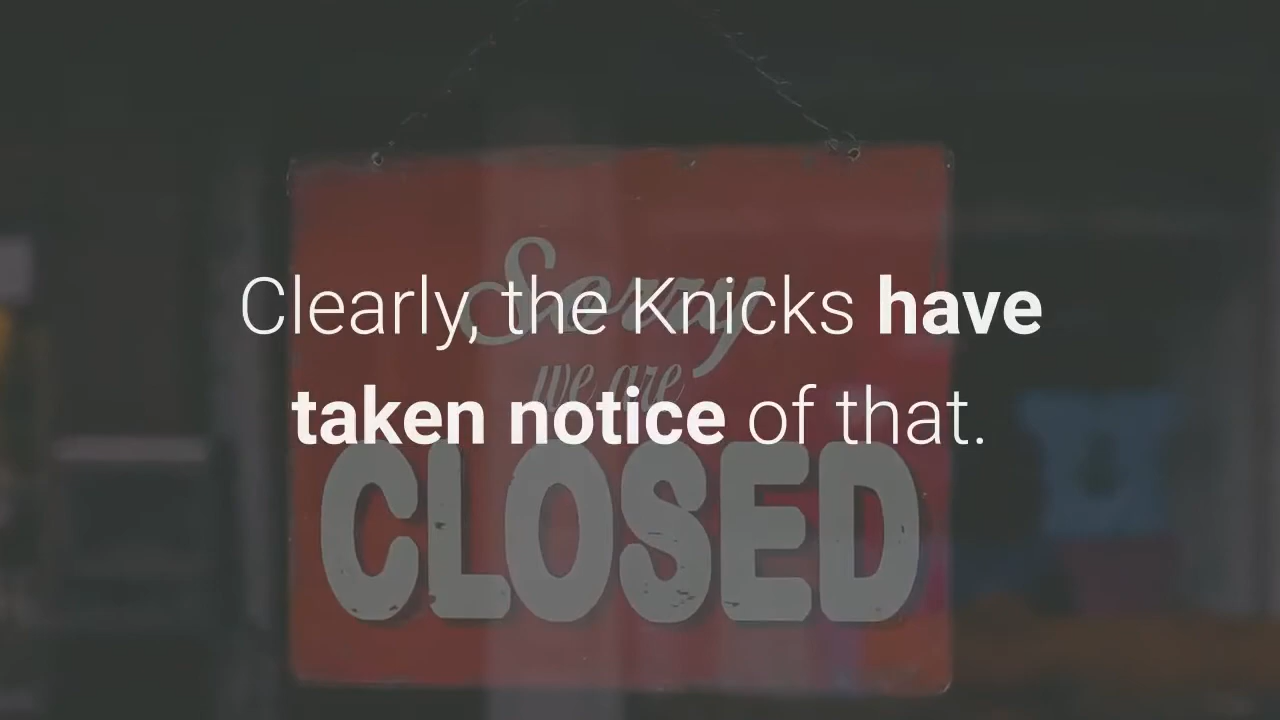 Clearly, the Knicks have
taken notice of that.
Sorry
we are
CLOSED